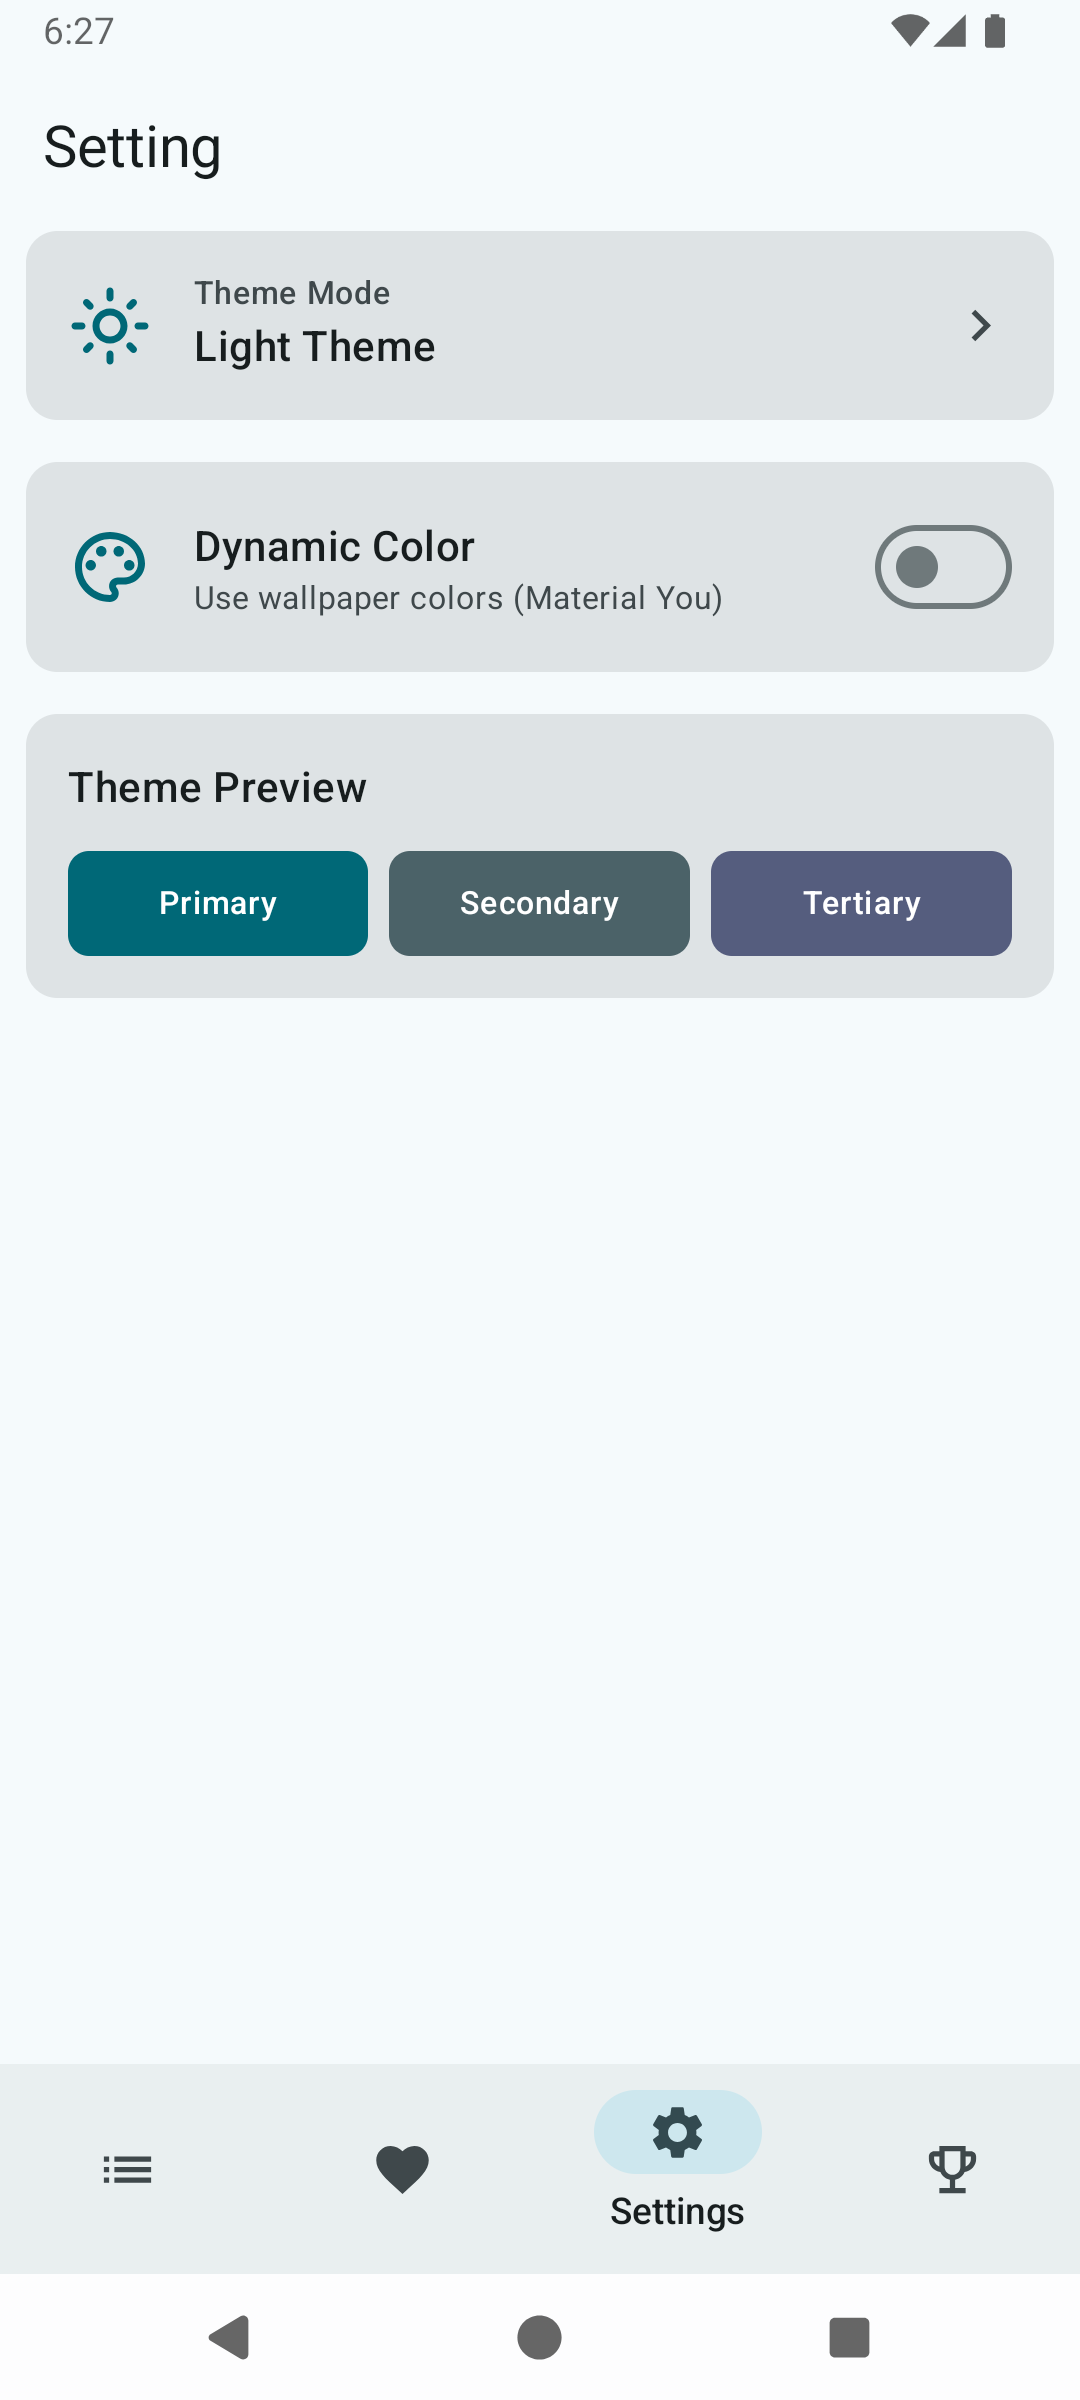 6:27
Setting
Theme Mode
Light Theme
Dynamic Color
Use wallpaper colors (Material You)
Theme Preview
Primary
Secondary
Tertiary
Settings